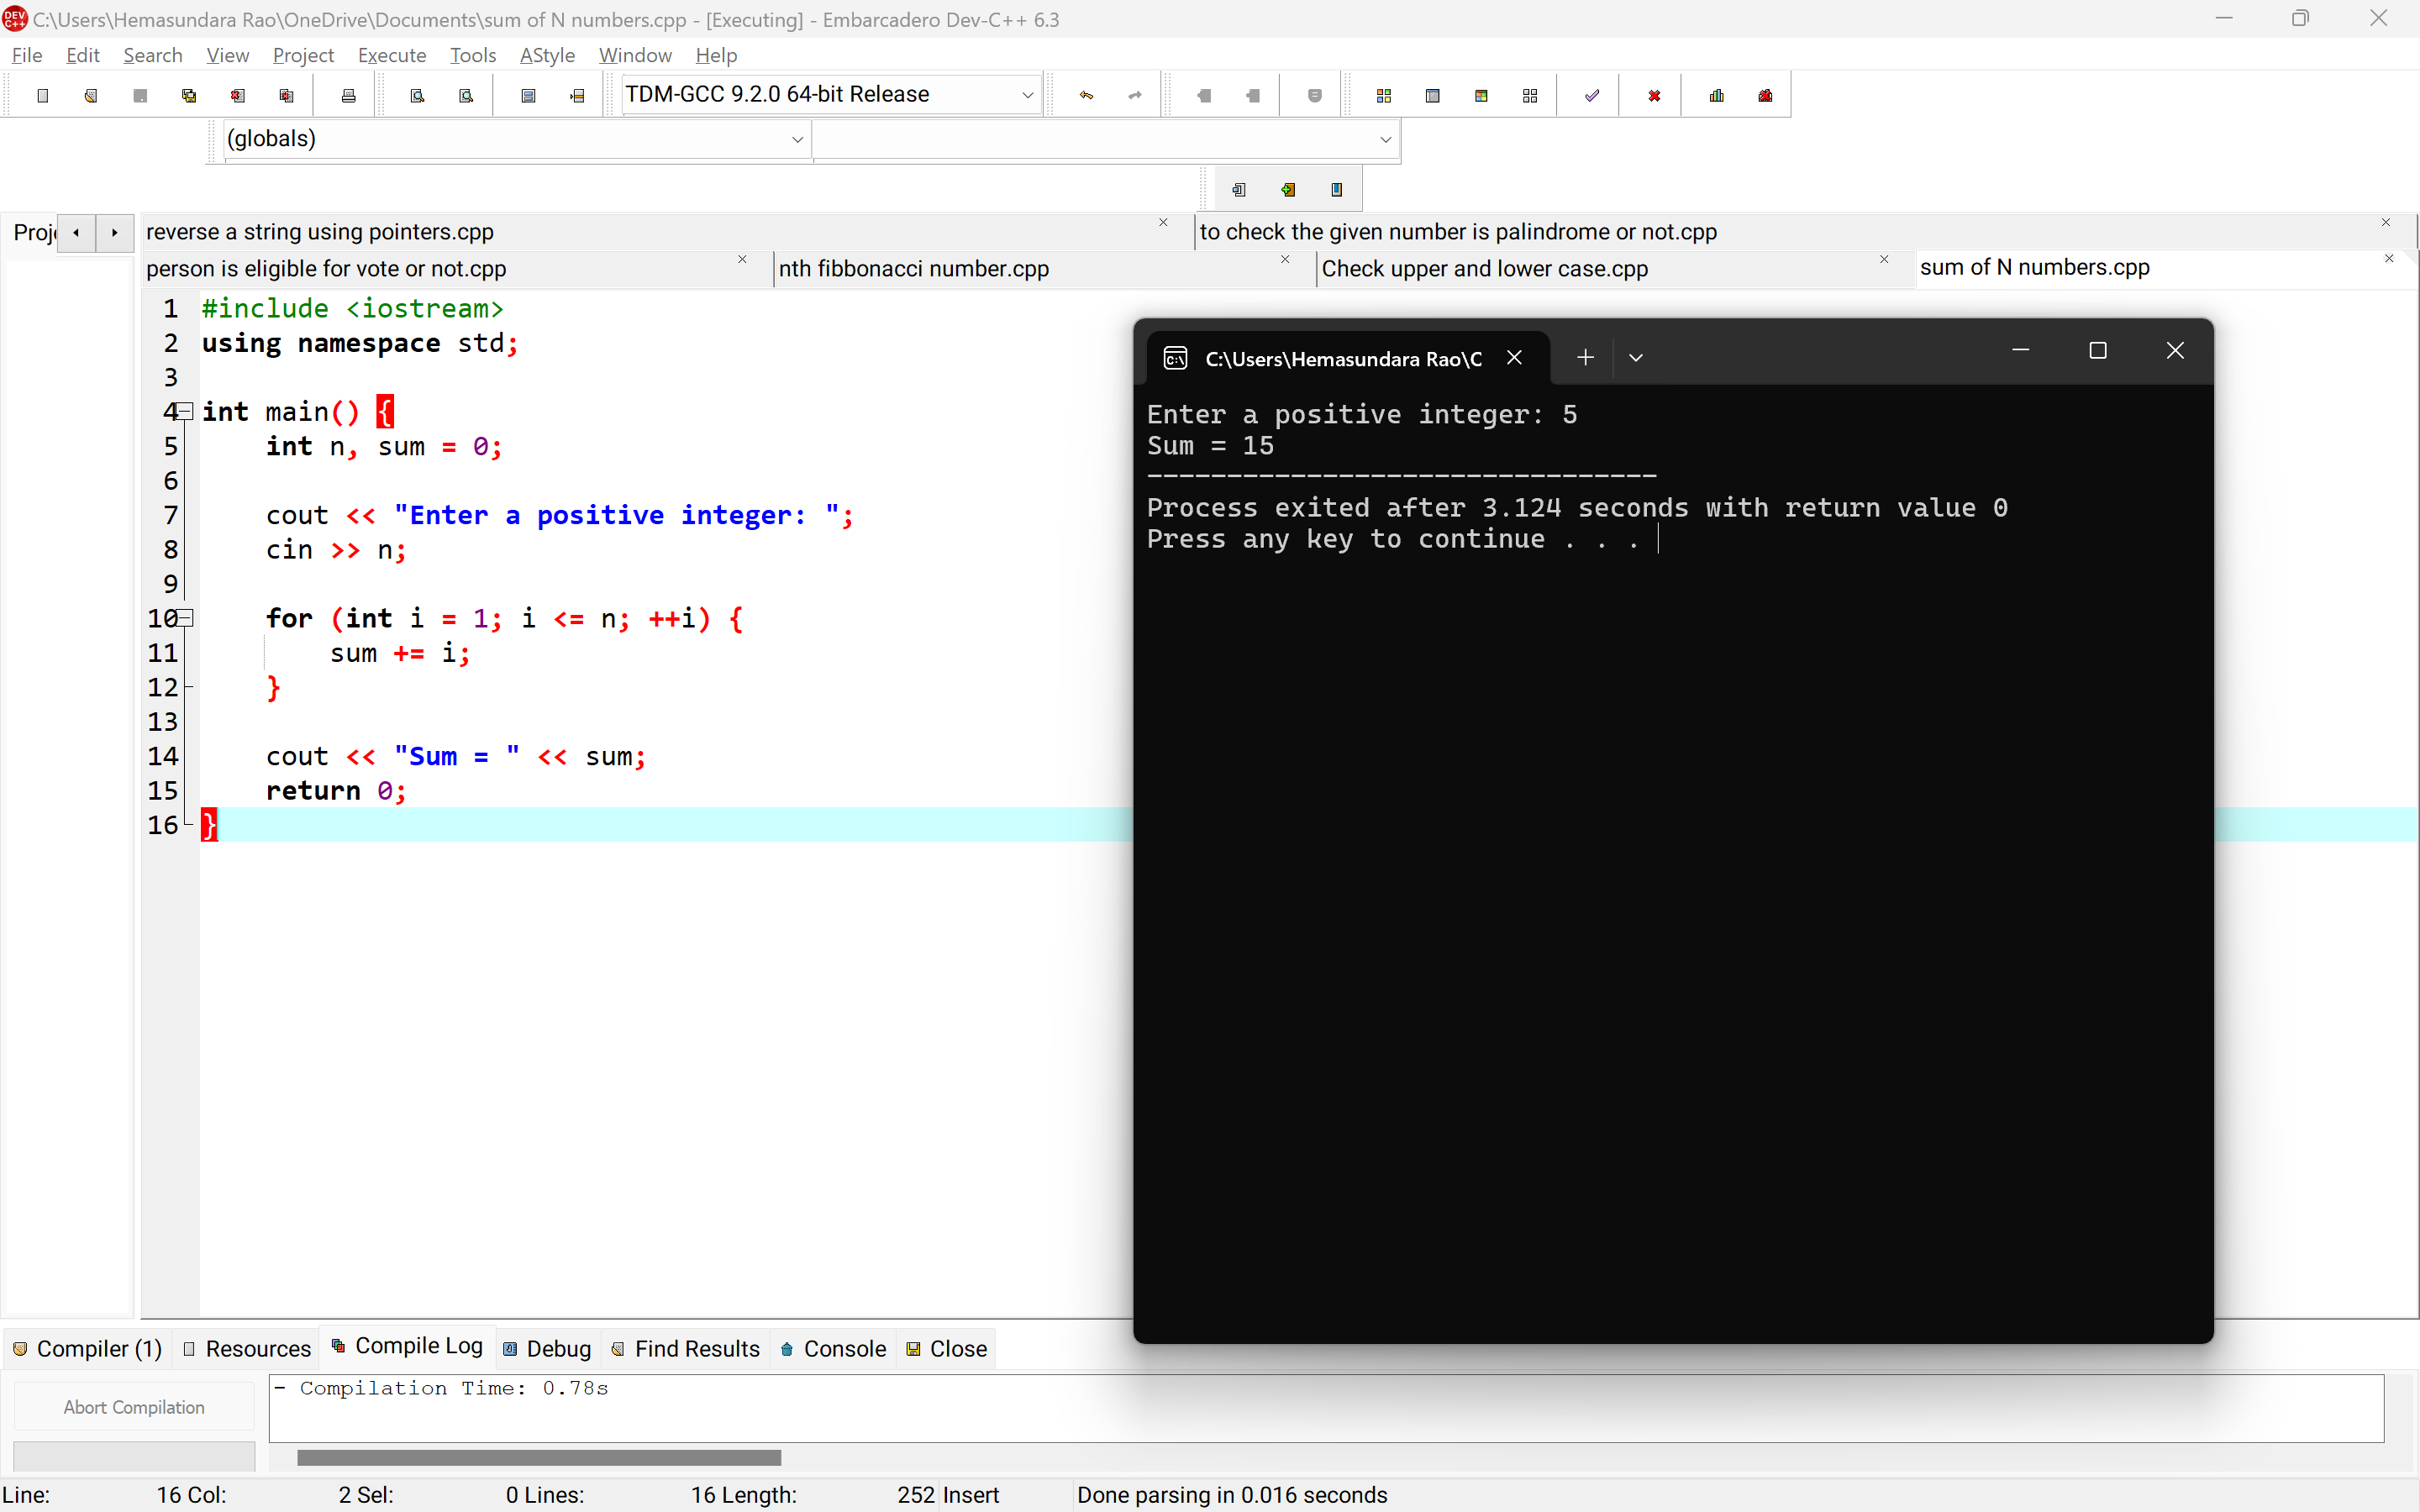 C:\Users\Hemasundara Rao\OneDrive\Documents\sum of N numbers.cpp - [Executing] - Embarcadero Dev-C++ 6.3
File Edit Search View Project Execute Tools AStyle Window Help
TDM-GCC 9.2.0 64-bit Release
(globals)
Proj
reverse a string using pointers.cpp
to check the given number is palindrome or not.cpp
person is eligible for vote or not.cpp
nth fibbonacci number.cpp
Check upper and lower case.cpp
sum of N numbers.cpp
1 #include <iostream>
2 using namespace std;
3
4 int main() {
5     int n, sum = 0;
6
7     cout << "Enter a positive integer: ";
8     cin >> n;
9
10     for (int i = 1; i <= n; ++i) {
11         sum += i;
12     }
13
14     cout << "Sum = " << sum;
15     return 0;
16 }
C:\Users\Hemasundara Rao\C
Enter a positive integer: 5
Sum = 15
--------------------------------
Process exited after 3.124 seconds with return value 0
Press any key to continue . . .
Compiler (1) Resources Compile Log Debug Find Results Console Close
Abort Compilation
- Compilation Time: 0.78s
Line: 16 Col: 2 Sel: 0 Lines: 16 Length: 252 Insert Done parsing in 0.016 seconds